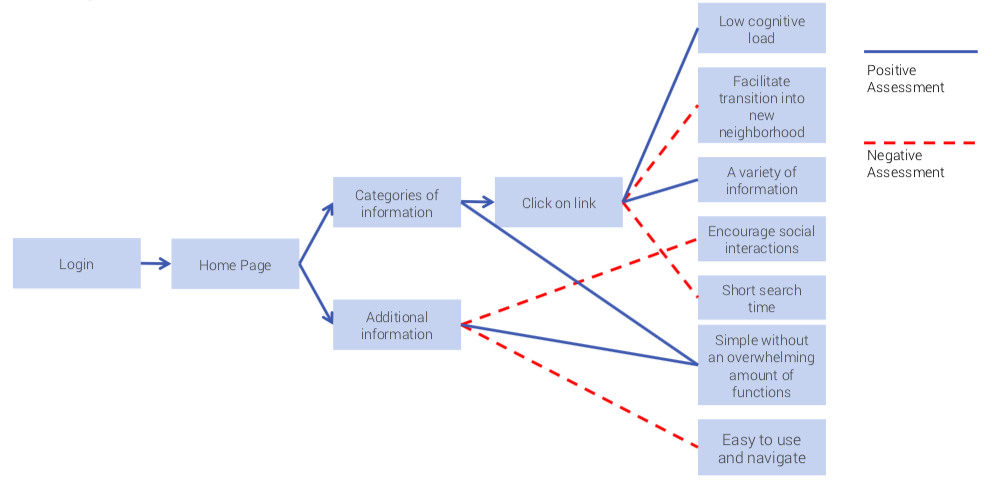 Login
Home Page
Categories of
information
Additional
information
Click on link
Low cognitive
load
Facilitate
transition into
new
neighborhood
A variety of
information
Encourage social
interactions
Short search
time
Simple without
an overwhelming
amount of
functions
Easy to use
and navigate
Positive
Assessment
Negative
Assessment